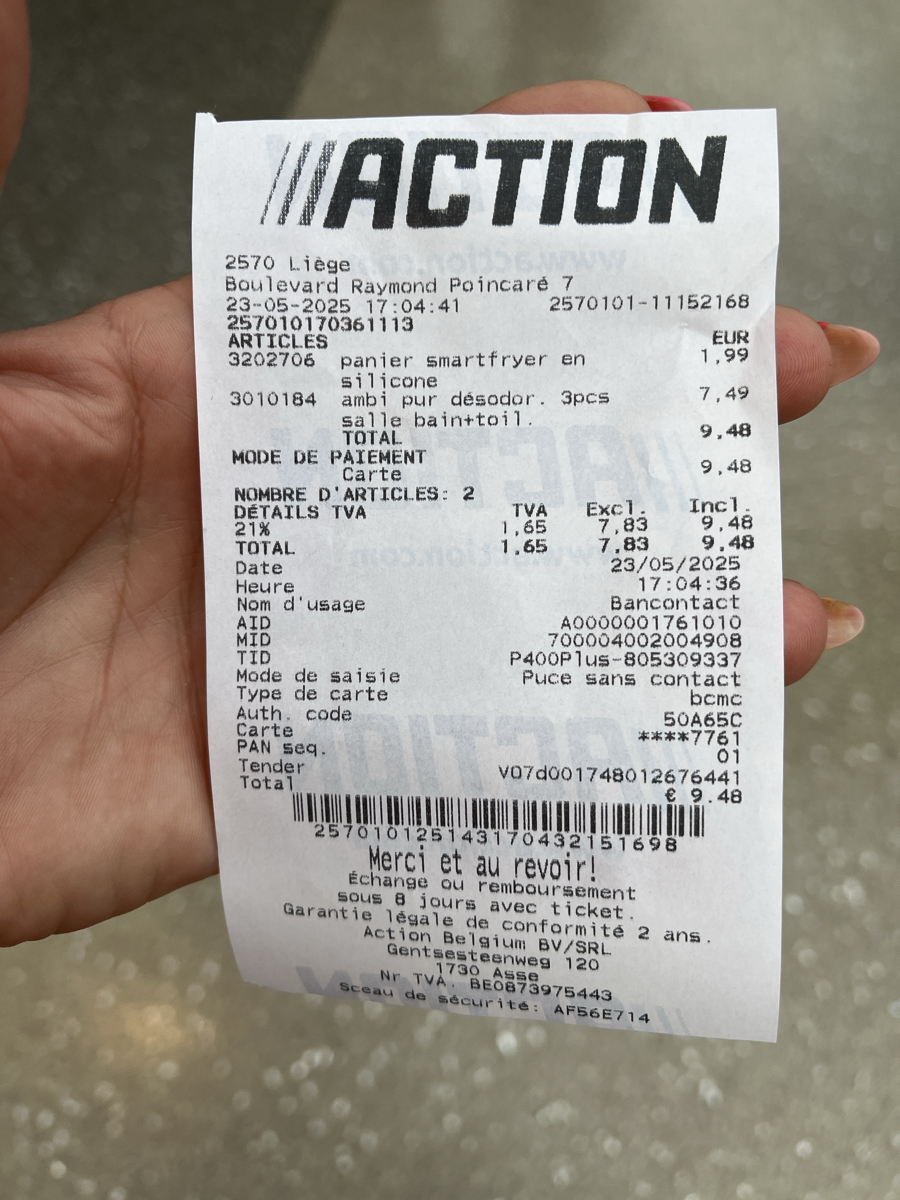 ACTION
2570 Liège
Boulevard Raymond Poincaré 7
23-05-2025 17:04:41 2570101-11152168
257010170361113
ARTICLES EUR
3202706 panier smartfryer en 1,99
silicone
3010184 ambi pur désodor. 3pcs 7,49
salle bain+toil.
TOTAL 9,48
MODE DE PAIEMENT
Carte 9,48
NOMBRE D'ARTICLES: 2
DÉTAILS TVA TVA Excl. Incl.
21% 1,65 7,83 9,48
TOTAL 1,65 7,83 9,48
Date 23/05/2025
Heure 17:04:36
Nom d'usage Bancontact
AID A0000001761010
MID 700004002004908
TID P400Plus-805309337
Mode de saisie Puce sans contact
Type de carte bcmc
Auth. code 50A65C
Carte ****7761
PAN seq. 01
Tender V07d001748012676441
Total € 9.48
257010125143170432151698
Merci et au revoir!
Échange ou remboursement
sous 8 jours avec ticket.
Garantie légale de conformité 2 ans.
Action Belgium BV/SRL
Gentsesteenweg 120
1730 Asse
Nr TVA. BE0873975443
Sceau de sécurité: AF56E714